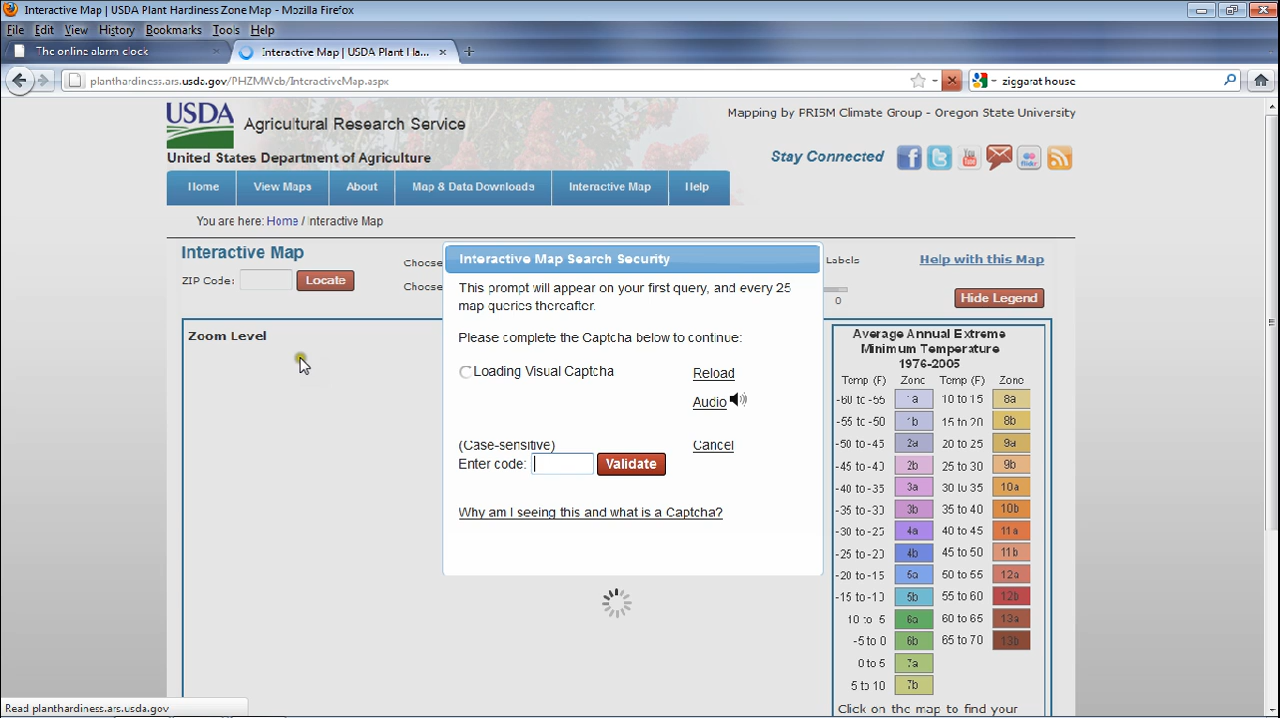 Interactive Map | USDA Plant Hardiness Zone Map - Mozilla Firefox
File Edit View History Bookmarks Tools Help
The online alarm clock
Interactive Map | USDA Plant Ha...
planthardiness.ars.usda.gov/PHZMWeb/InteractiveMap.aspx
ziggarat house
USDA
Agricultural Research Service
United States Department of Agriculture
Mapping by PRISM Climate Group - Oregon State University
Stay Connected
Home View Maps About Map & Data Downloads Interactive Map Help
You are here: Home / Interactive Map
Interactive Map
ZIP Code: Locate
Choose
Choose
Labels
0
Help with this Map
Hide Legend
Zoom Level
Interactive Map Search Security
This prompt will appear on your first query, and every 25
map queries thereafter.
Please complete the Captcha below to continue:
Loading Visual Captcha
Reload
Audio
(Case-sensitive)
Cancel
Enter code: Validate
Why am I seeing this and what is a Captcha?
Average Annual Extreme
Minimum Temperature
1976-2005
Temp (F) Zone Temp (F) Zone
-60 to -55 1a 10 to 15 8a
-55 to -50 1b 15 to 20 8b
-50 to -45 2a 20 to 25 9a
-45 to -40 2b 25 to 30 9b
-40 to -35 3a 30 to 35 10a
-35 to -30 3b 35 to 40 10b
-30 to -25 4a 40 to 45 11a
-25 to -20 4b 45 to 50 11b
-20 to -15 5a 50 to 55 12a
-15 to -10 5b 55 to 60 12b
10 to 5 6a 60 to 65 13a
-5 to 0 6b 65 to 70 13b
0 to 5 7a
5 to 10 7b
Click on the map to find your
Read planthardiness.ars.usda.gov